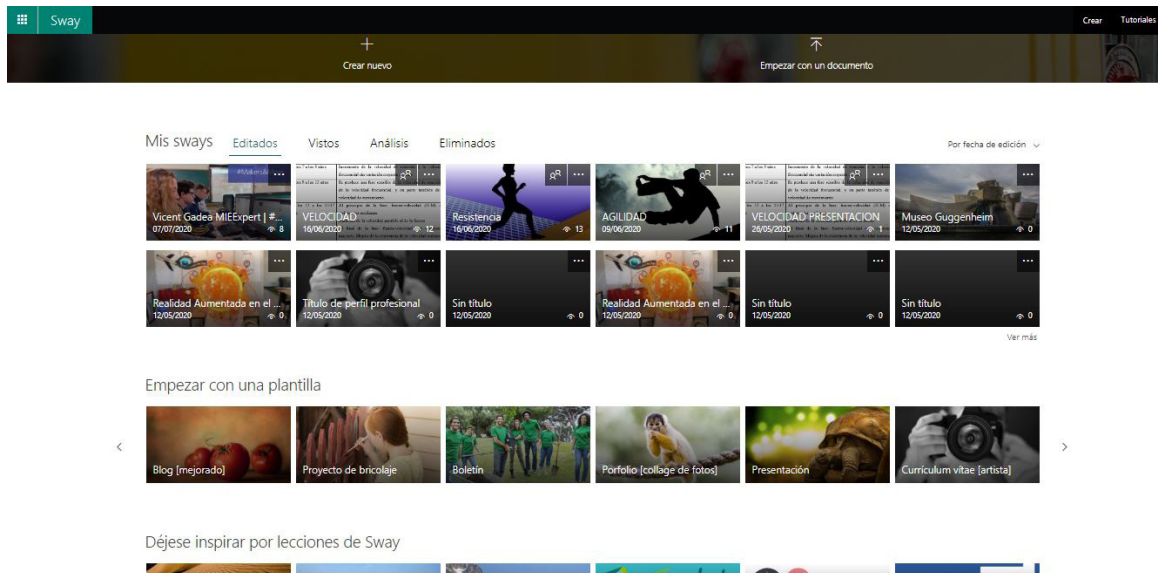 Sway
Crear Tutoriales
Crear nuevo
Empezar con un documento
Mis sways Editados Vistos Análisis Eliminados
Por fecha de edición
#MakersA
Vicent Gadea MIEExpert | #...
07/07/2020 8
VELOCIDAD
16/06/2020 12
Resistencia
16/06/2020 13
AGILIDAD
09/06/2020 11
VELOCIDAD PRESENTACION
26/05/2020 1
Museo Guggenheim
12/05/2020 0
Realidad Aumentada en el ...
12/05/2020 0
Título de perfil profesional
12/05/2020 0
Sin título
12/05/2020 0
Realidad Aumentada en el ...
12/05/2020 0
Sin título
12/05/2020 0
Sin título
12/05/2020 0
Ver más
Empezar con una plantilla
Blog [mejorado]
Proyecto de bricolaje
Boletín
Porfolio [collage de fotos]
Presentación
Currículum vítae [artista]
Déjese inspirar por lecciones de Sway